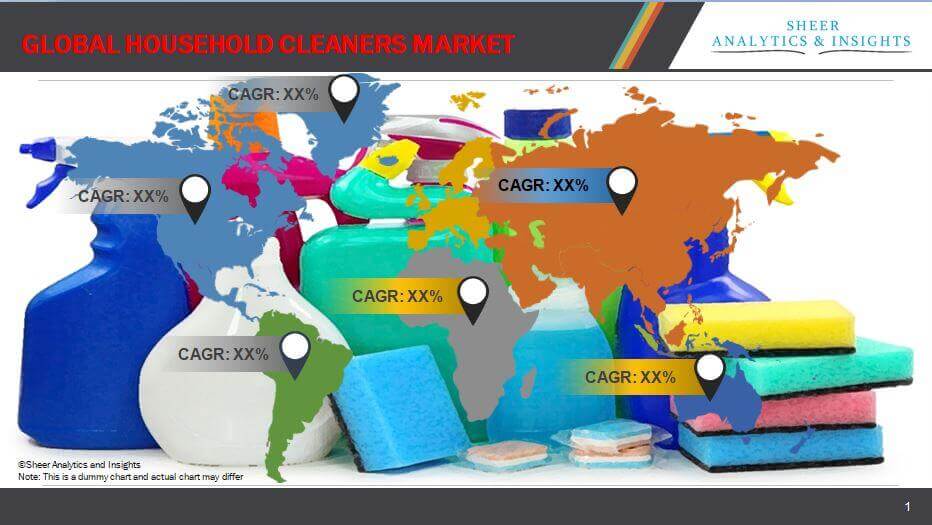 GLOBAL HOUSEHOLD CLEANERS MARKET
SHEER
ANALYTICS & INSIGHTS
CAGR: XX%
CAGR: XX%
CAGR: XX%
CAGR: XX%
CAGR: XX%
CAGR: XX%
©Sheer Analytics and Insights
Note: This is a dummy chart and actual chart may differ
1